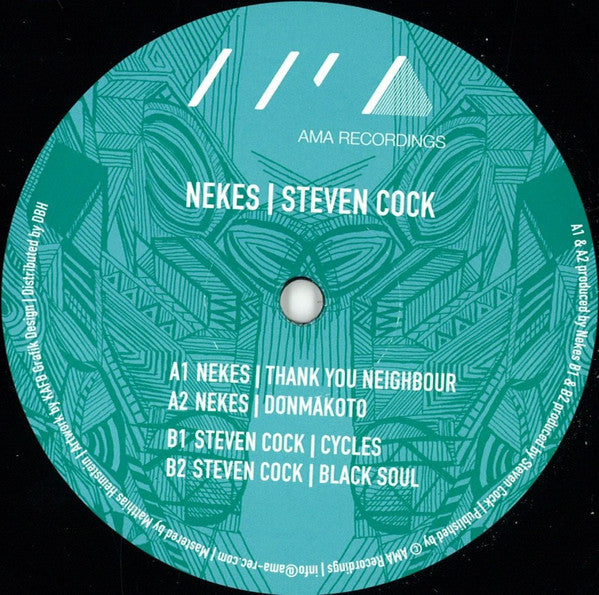 AMA RECORDINGS
NEKES | STEVEN COCK
A1 NEKES | THANK YOU NEIGHBOUR
A2 NEKES | DONMAKOTO
B1 STEVEN COCK | CYCLES
B2 STEVEN COCK | BLACK SOUL
A1 & A2 produced by Nekes B1 & B2 produced by Steven Cock | Published by © AMA Recordings | info@ama-rec.com | Mastered by Matthias Heimstein | Artwork by KAFB Grafik Design | Distributed by DBH